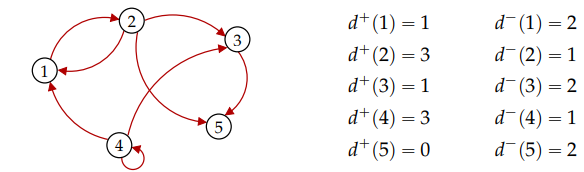 2
3
1
5
4
d⁺(1) = 1 d⁻(1) = 2
d⁺(2) = 3 d⁻(2) = 1
d⁺(3) = 1 d⁻(3) = 2
d⁺(4) = 3 d⁻(4) = 1
d⁺(5) = 0 d⁻(5) = 2